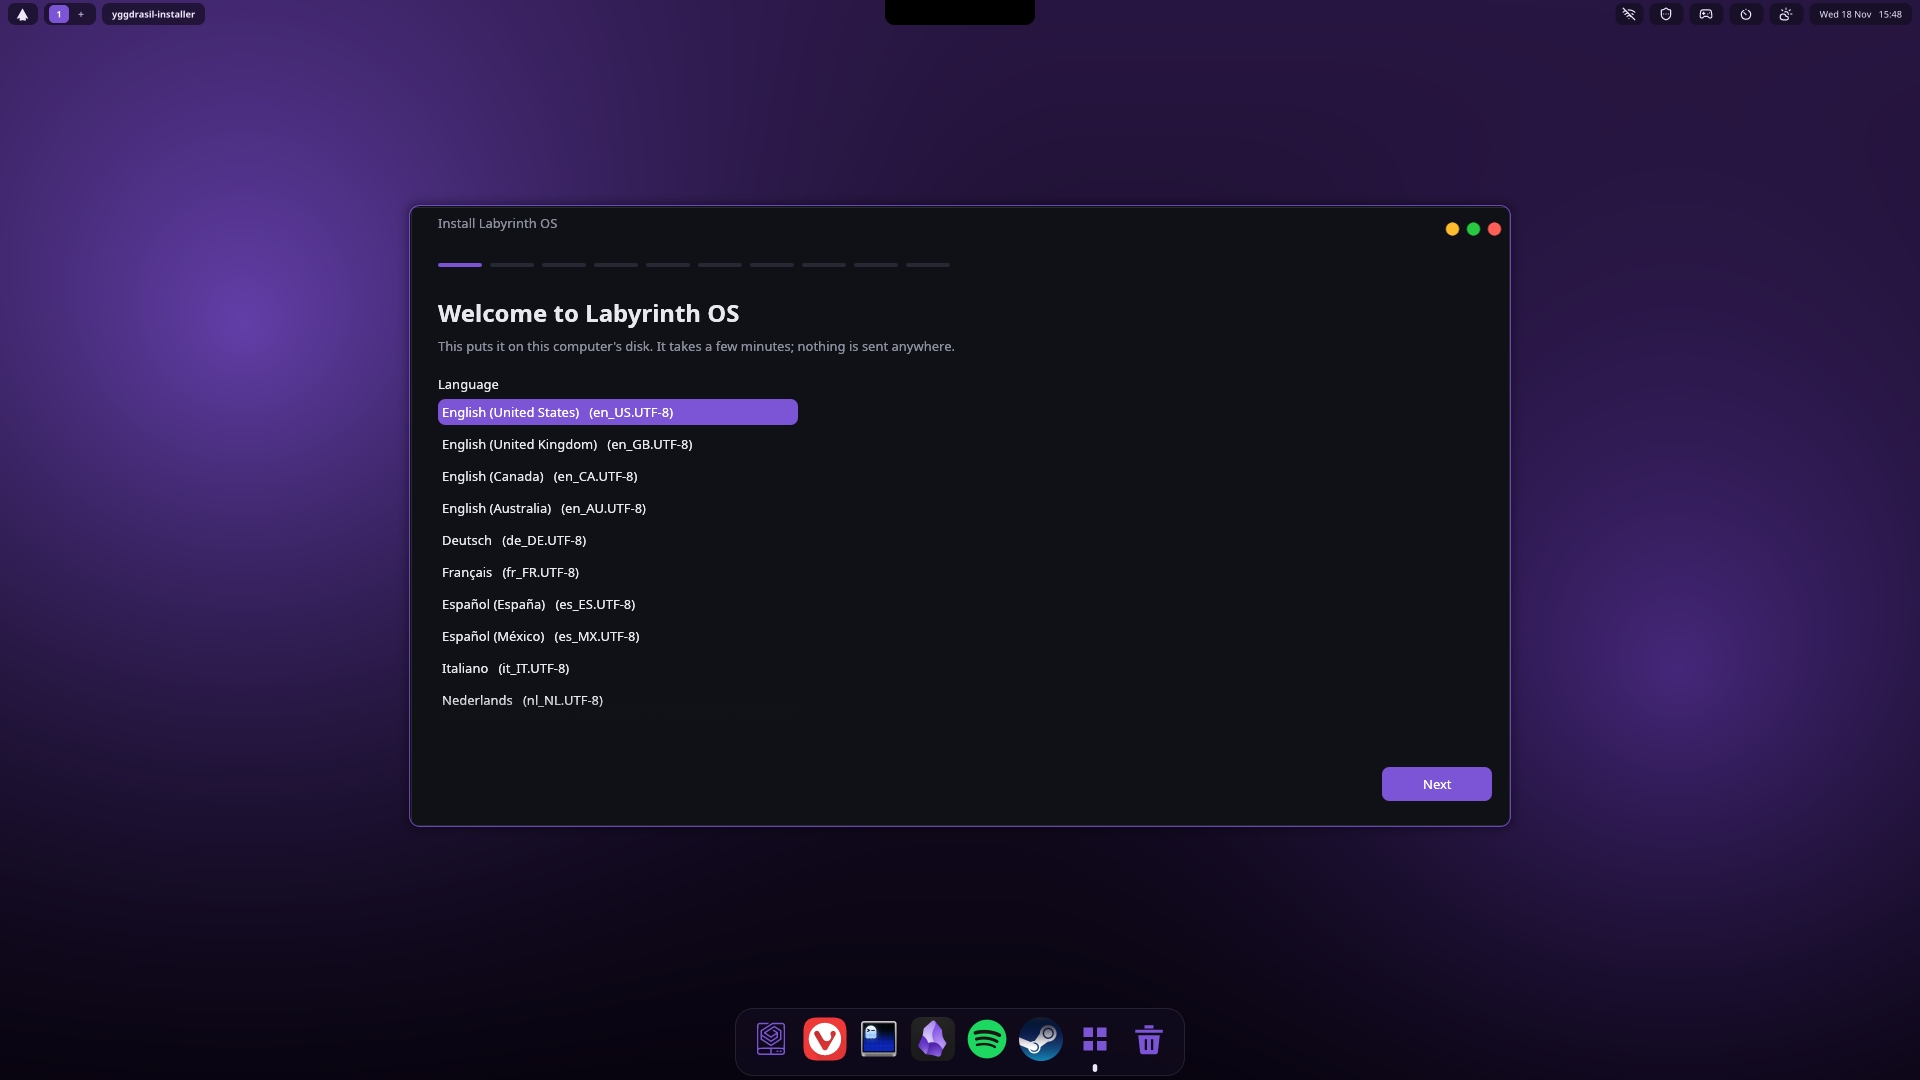 1 + yggdrasil-installer
Wed 18 Nov 15:48
Install Labyrinth OS
Welcome to Labyrinth OS
This puts it on this computer's disk. It takes a few minutes; nothing is sent anywhere.
Language
English (United States) (en_US.UTF-8)
English (United Kingdom) (en_GB.UTF-8)
English (Canada) (en_CA.UTF-8)
English (Australia) (en_AU.UTF-8)
Deutsch (de_DE.UTF-8)
Français (fr_FR.UTF-8)
Español (España) (es_ES.UTF-8)
Español (México) (es_MX.UTF-8)
Italiano (it_IT.UTF-8)
Nederlands (nl_NL.UTF-8)
Next